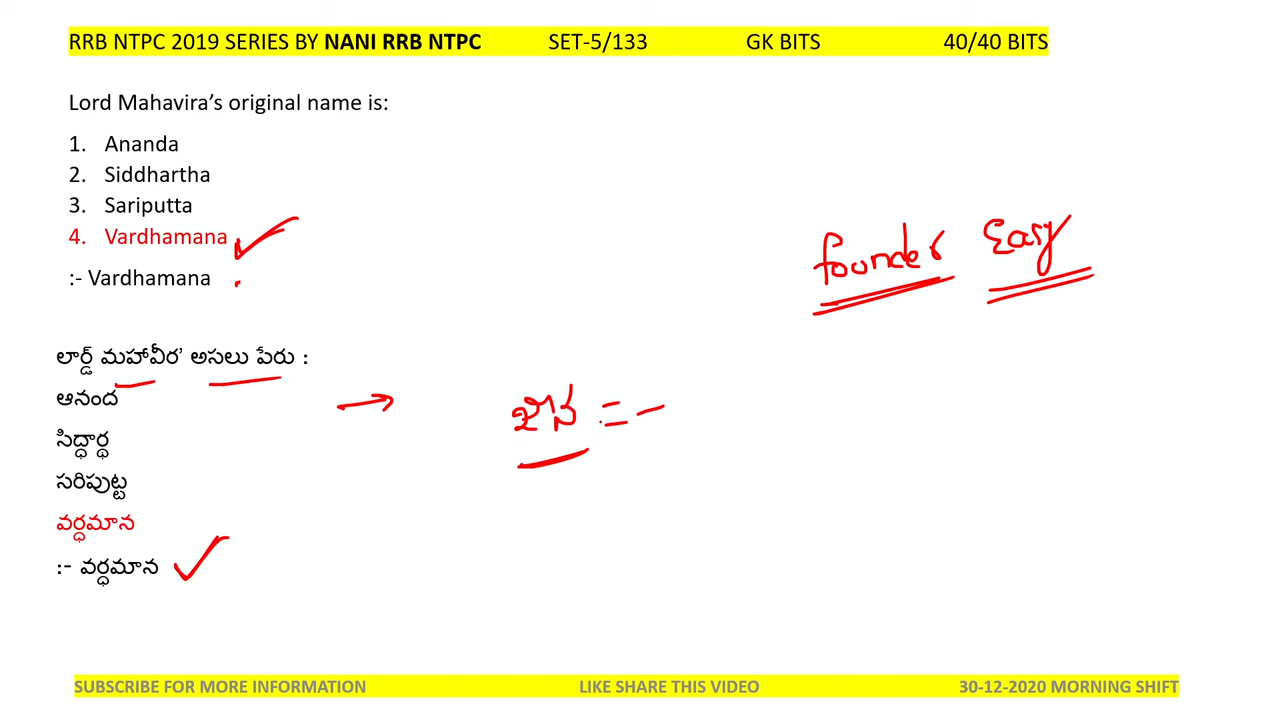 RRB NTPC 2019 SERIES BY NANI RRB NTPC SET-5/133 GK BITS 40/40 BITS
Lord Mahavira’s original name is:
1. Ananda
2. Siddhartha
3. Sariputta
4. Vardhamana
:- Vardhamana
founder Easy
లార్డ్ మహావీర’ అసలు పేరు :
ఆనంద
సిద్ధార్థ
సరిపుట్ట
వర్ధమాన
:- వర్ధమాన
SUBSCRIBE FOR MORE INFORMATION LIKE SHARE THIS VIDEO 30-12-2020 MORNING SHIFT